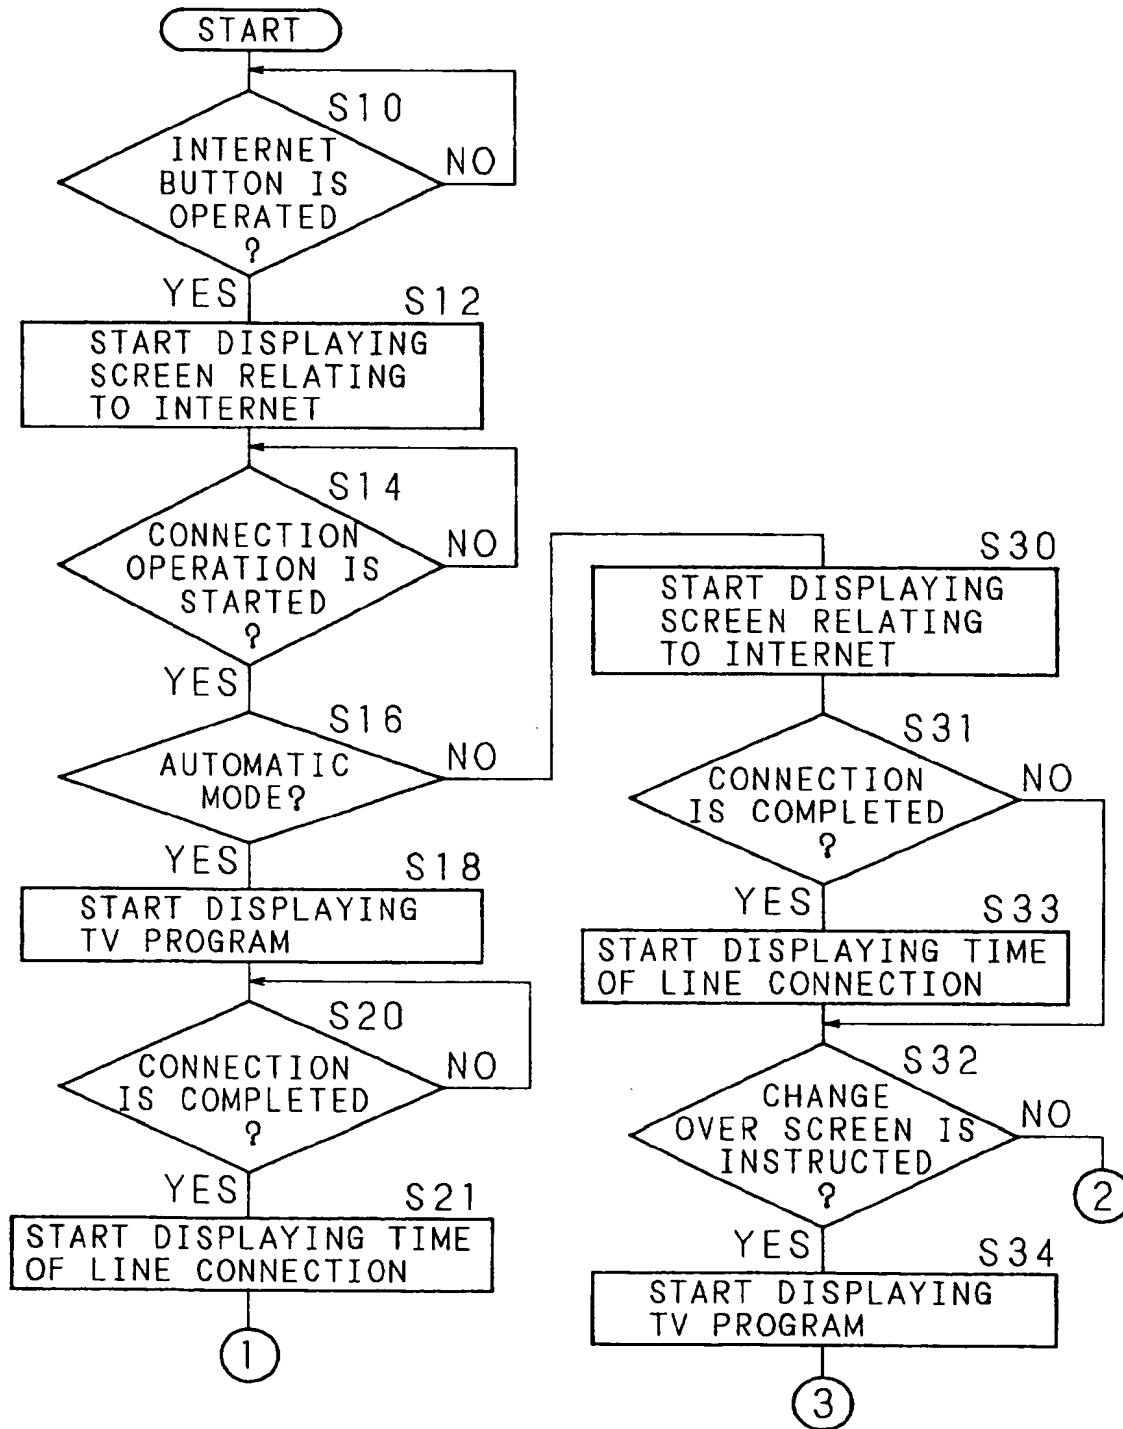 START
S10
INTERNET
BUTTON IS
OPERATED
?
NO
YES
S12
START DISPLAYING
SCREEN RELATING
TO INTERNET
S14
CONNECTION
OPERATION IS
STARTED
?
NO
YES
S16
AUTOMATIC
MODE?
NO
YES
S18
START DISPLAYING
TV PROGRAM
S20
CONNECTION
IS COMPLETED
?
NO
YES
S21
START DISPLAYING TIME
OF LINE CONNECTION
1
S30
START DISPLAYING
SCREEN RELATING
TO INTERNET
S31
CONNECTION
IS COMPLETED
?
NO
YES
S33
START DISPLAYING TIME
OF LINE CONNECTION
S32
CHANGE
OVER SCREEN IS
INSTRUCTED
?
NO
2
YES
S34
START DISPLAYING
TV PROGRAM
3